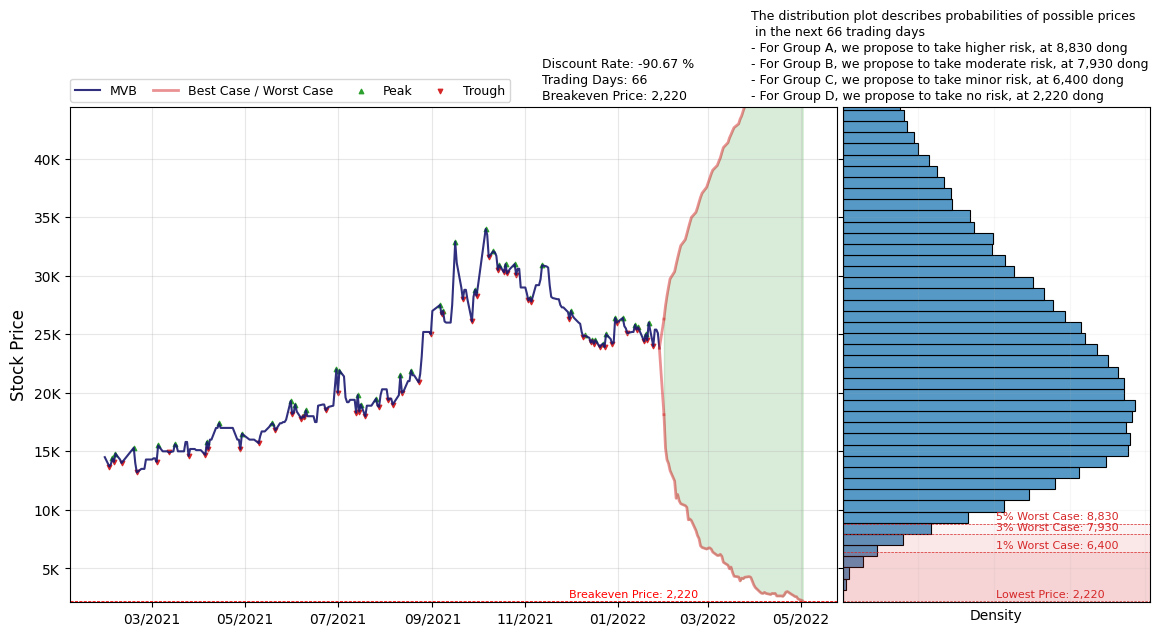 The distribution plot describes probabilities of possible prices
in the next 66 trading days
- For Group A, we propose to take higher risk, at 8,830 dong
- For Group B, we propose to take moderate risk, at 7,930 dong
- For Group C, we propose to take minor risk, at 6,400 dong
- For Group D, we propose to take no risk, at 2,220 dong
Discount Rate: -90.67 %
Trading Days: 66
Breakeven Price: 2,220
MVB
Best Case / Worst Case
Peak
Trough
Stock Price
40K
35K
30K
25K
20K
15K
10K
5K
Breakeven Price: 2,220
03/2021
05/2021
07/2021
09/2021
11/2021
01/2022
03/2022
05/2022
5% Worst Case: 8,830
3% Worst Case: 7,930
1% Worst Case: 6,400
Lowest Price: 2,220
Density